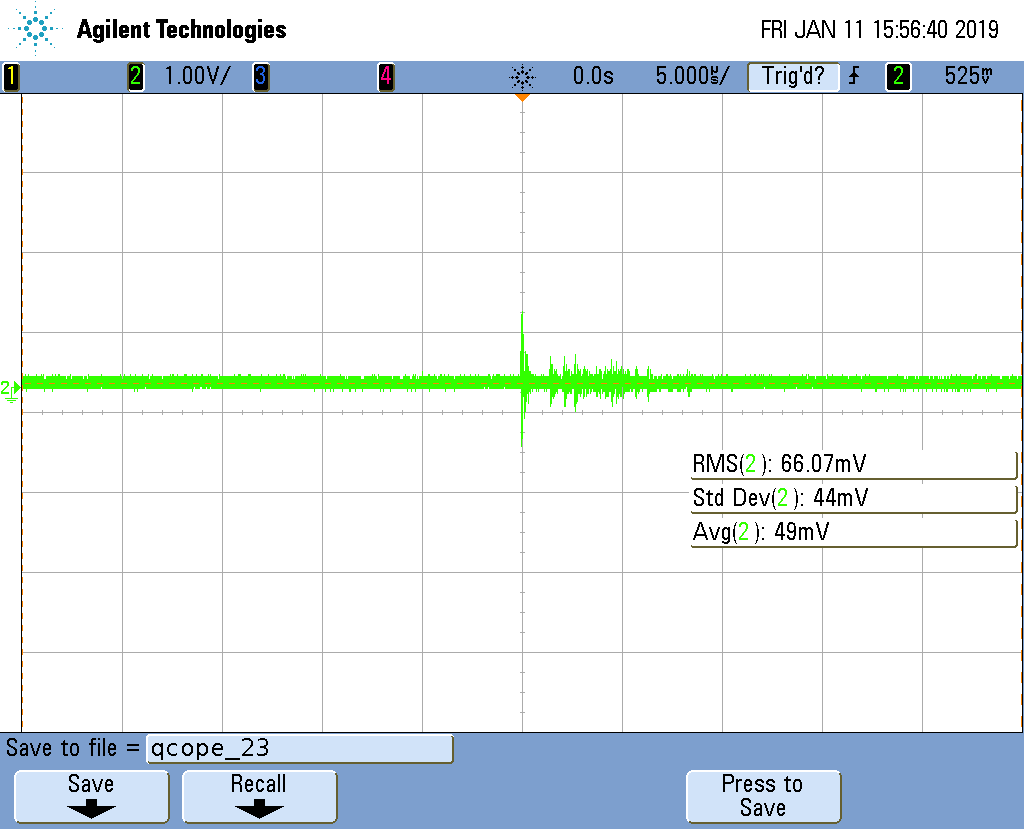 Agilent Technologies
FRI JAN 11 15:56:40 2019
1 2 1.00V/ 3 4 0.0s 5.000µs/ Trig'd? 2 525mV
2
RMS(2): 66.07mV
Std Dev(2): 44mV
Avg(2): 49mV
Save to file = qcope_23
Save
Recall
Press to
Save